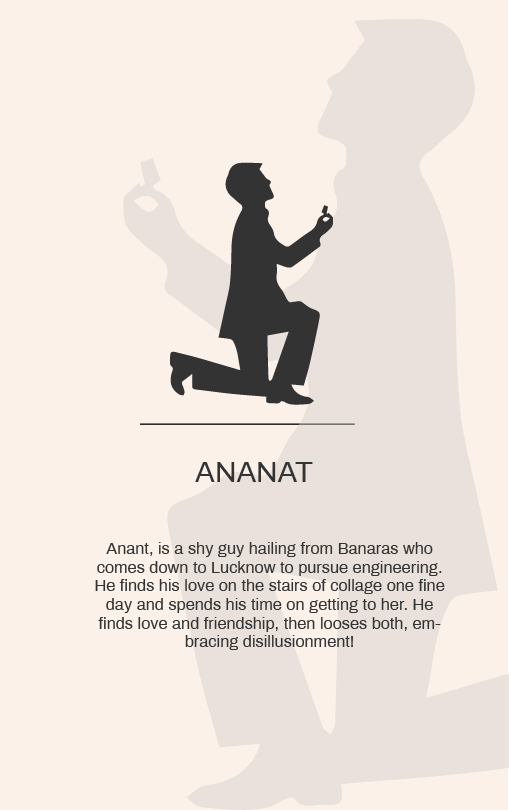 ANANAT
Anant, is a shy guy hailing from Banaras who
comes down to Lucknow to pursue engineering.
He finds his love on the stairs of collage one fine
day and spends his time on getting to her. He
finds love and friendship, then looses both, em-
bracing disillusionment!